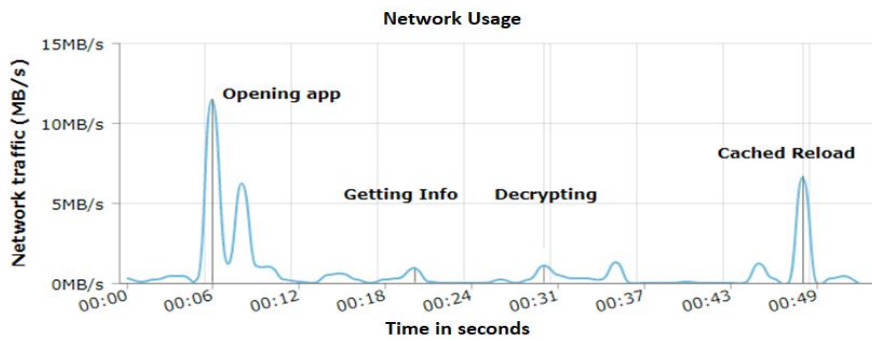 Network Usage
15MB/s
Opening app
10MB/s
Cached Reload
Getting Info
Decrypting
5MB/s
0MB/s
Network traffic (MB/s)
00:00 00:06 00:12 00:18 00:24 00:31 00:37 00:43 00:49
Time in seconds